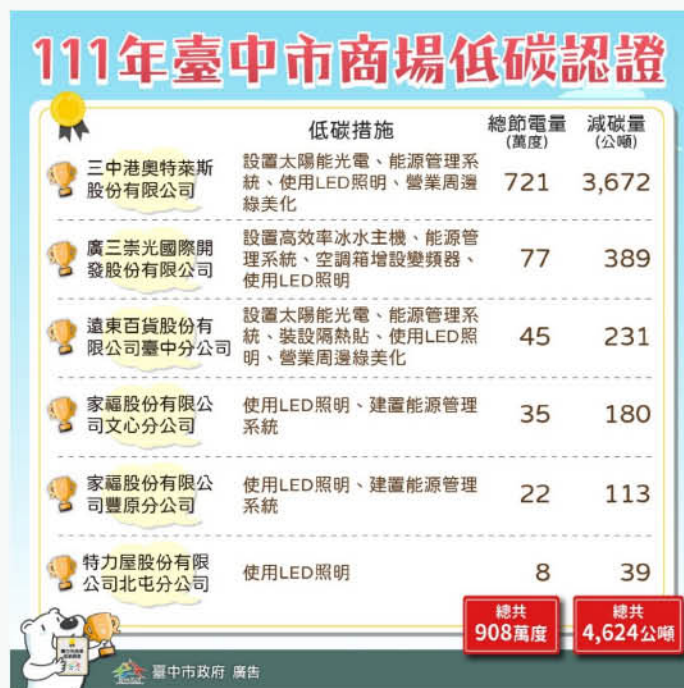 111年臺中市商場低碳認證
低碳措施
總節電量
(萬度)
減碳量
(公噸)
三中港奧特萊斯
股份有限公司
設置太陽能光電、能源管理系
統、使用LED照明、營業周邊
綠美化
721
3,672
廣三崇光國際開
發股份有限公司
設置高效率冰水主機、能源管
理系統、空調箱增設變頻器、
使用LED照明
77
389
遠東百貨股份有
限公司臺中分公司
設置太陽能光電、能源管理系
統、裝設隔熱貼、使用LED照
明、營業周邊綠美化
45
231
家福股份有限公
司文心分公司
使用LED照明、建置能源管理
系統
35
180
家福股份有限公
司豐原分公司
使用LED照明、建置能源管理
系統
22
113
特力屋股份有限
公司北屯分公司
使用LED照明
8
39
總共
908萬度
總共
4,624公噸
臺中市政府 廣告